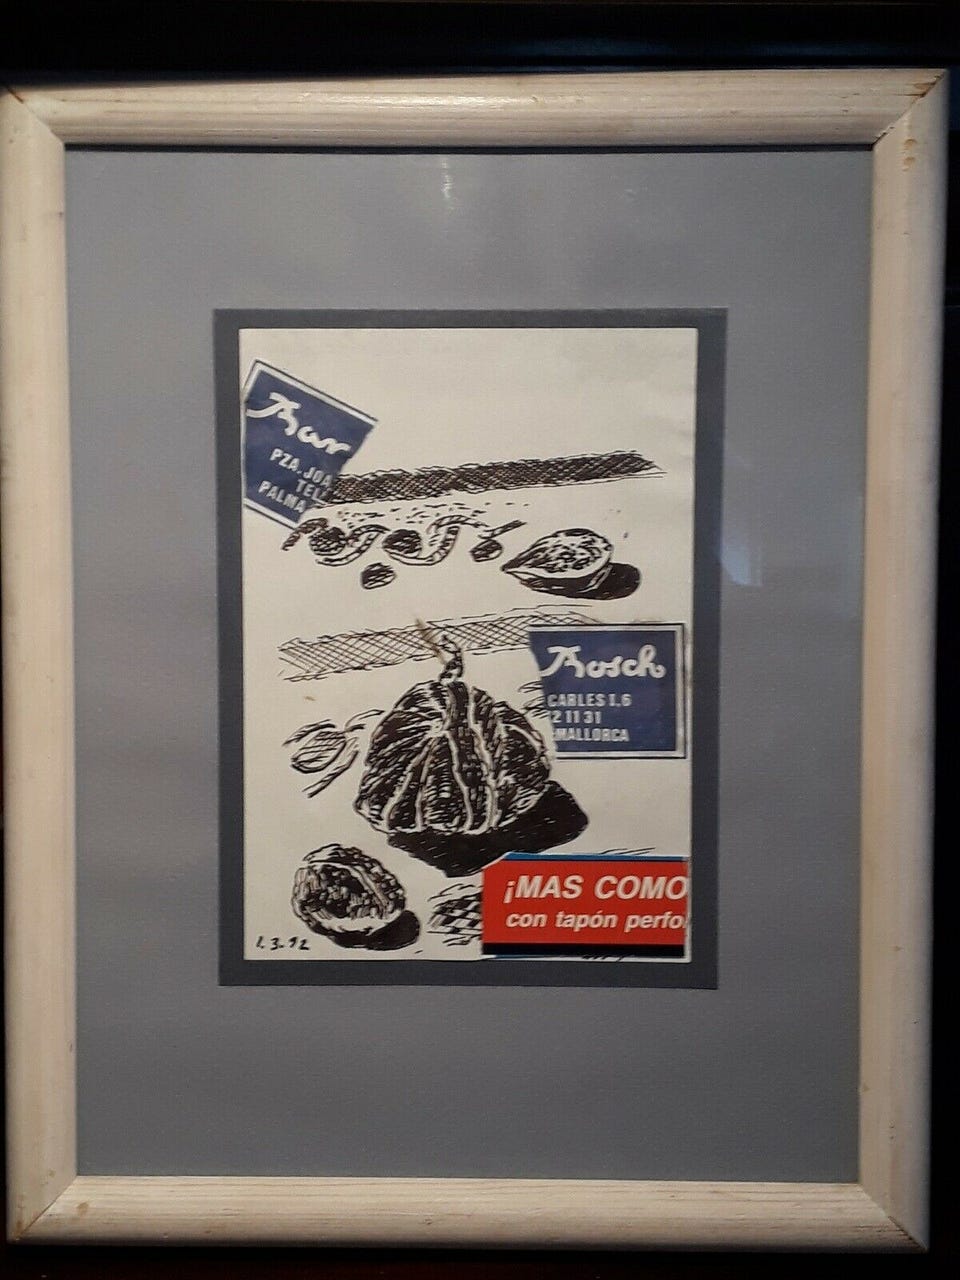 Bar
PZA. JOA
TEL
PALMA
Bosch
CARLES I, 6
2 11 31
MALLORCA
¡MAS COMO
con tapón perfo
1.3.92